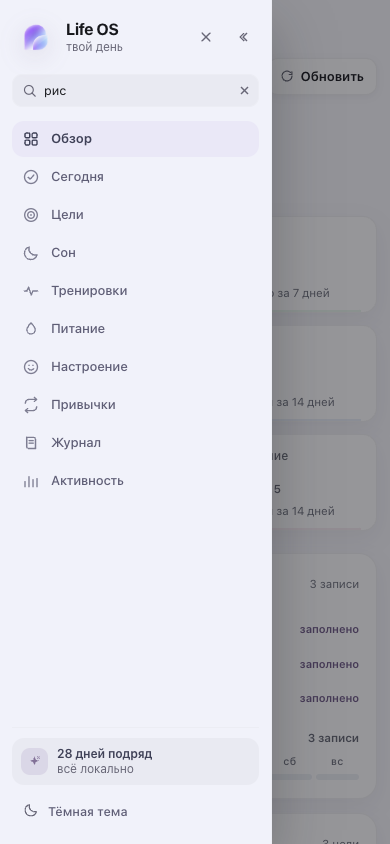 Life OS
твой день
рис
Обзор
Сегодня
Цели
Сон
Тренировки
Питание
Настроение
Привычки
Журнал
Активность
28 дней подряд
всё локально
Тёмная тема
Обновить
за 7 дней
за 14 дней
5
за 14 дней
3 записи
заполнено
заполнено
заполнено
3 записи
сб вс